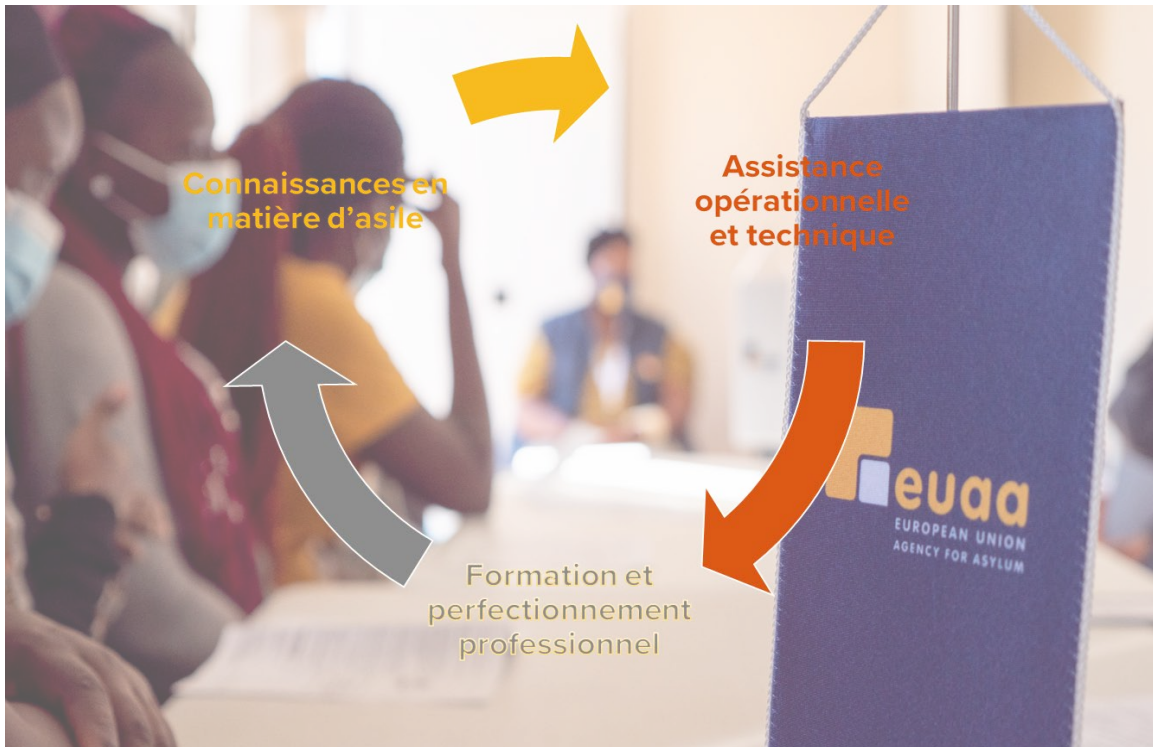 Connaissances en
matière d'asile
Assistance
opérationnelle
et technique
Formation et
perfectionnement
professionnel
euaa
EUROPEAN UNION
AGENCY FOR ASYLUM